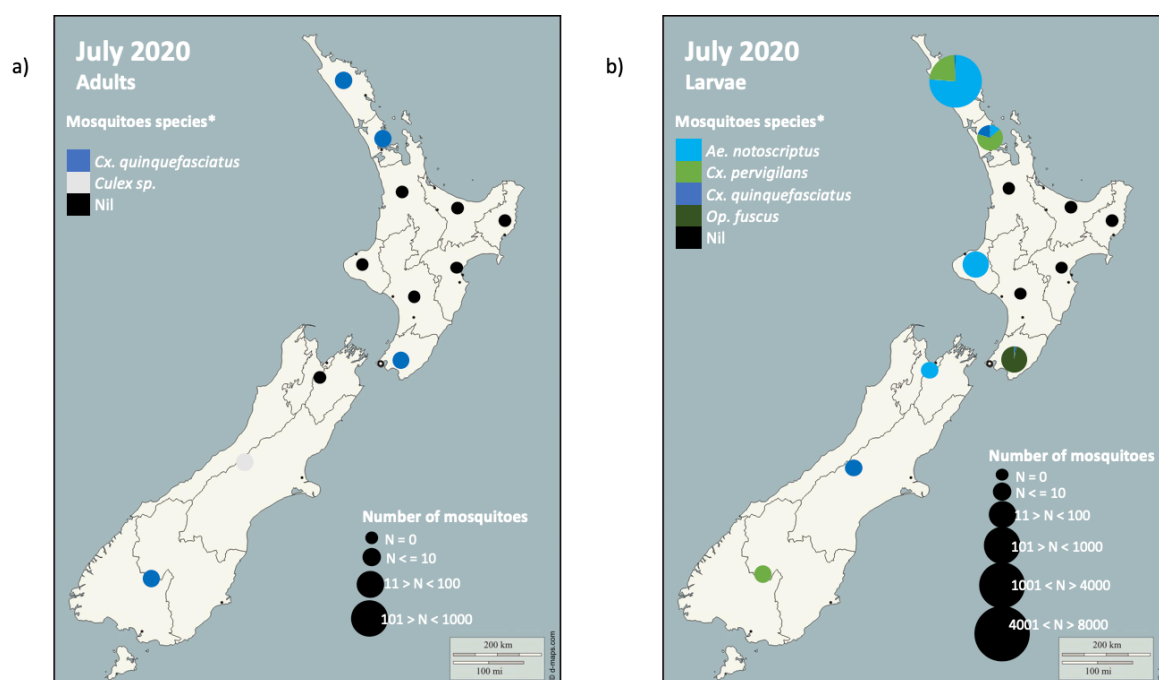 a)
July 2020
Adults
Mosquitoes species*
Cx. quinquefasciatus
Culex sp.
Nil
Number of mosquitoes
N = 0
N < = 10
11 > N < 100
101 > N < 1000
200 km
100 mi
© d-maps.com
b)
July 2020
Larvae
Mosquitoes species*
Ae. notoscriptus
Cx. pervigilans
Cx. quinquefasciatus
Op. fuscus
Nil
Number of mosquitoes
N = 0
N < = 10
11 > N < 100
101 > N < 1000
1001 < N > 4000
4001 < N > 8000
200 km
100 mi